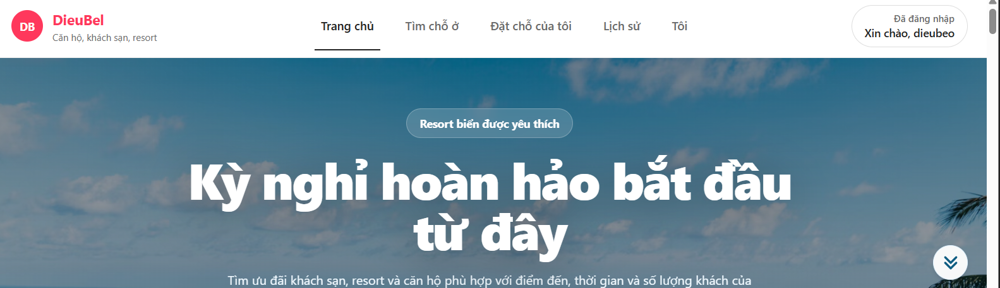 DB
DieuBel
Căn hộ, khách sạn, resort
Trang chủ
Tìm chỗ ở
Đặt chỗ của tôi
Lịch sử
Tôi
Đã đăng nhập
Xin chào, dieubeo
Resort biển được yêu thích
Kỳ nghỉ hoàn hảo bắt đầu
từ đây
Tìm ưu đãi khách sạn, resort và căn hộ phù hợp với điểm đến, thời gian và số lượng khách của